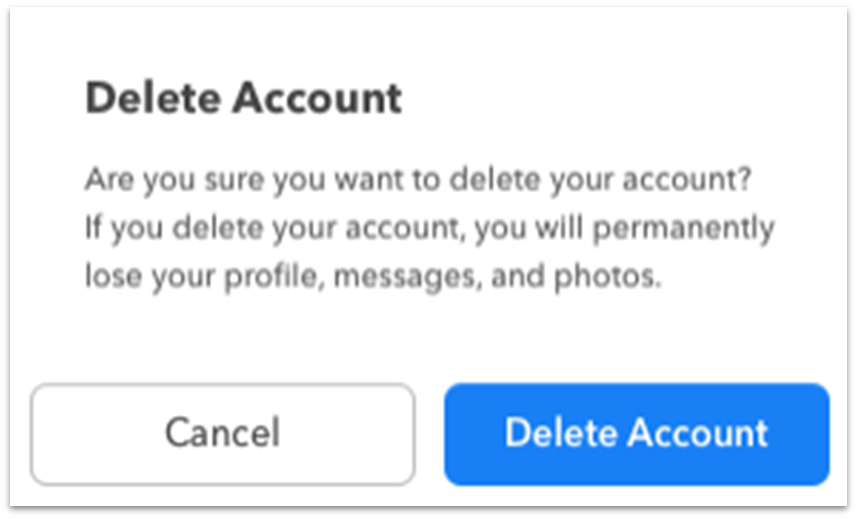 Delete Account
Are you sure you want to delete your account?
If you delete your account, you will permanently
lose your profile, messages, and photos.
Cancel
Delete Account